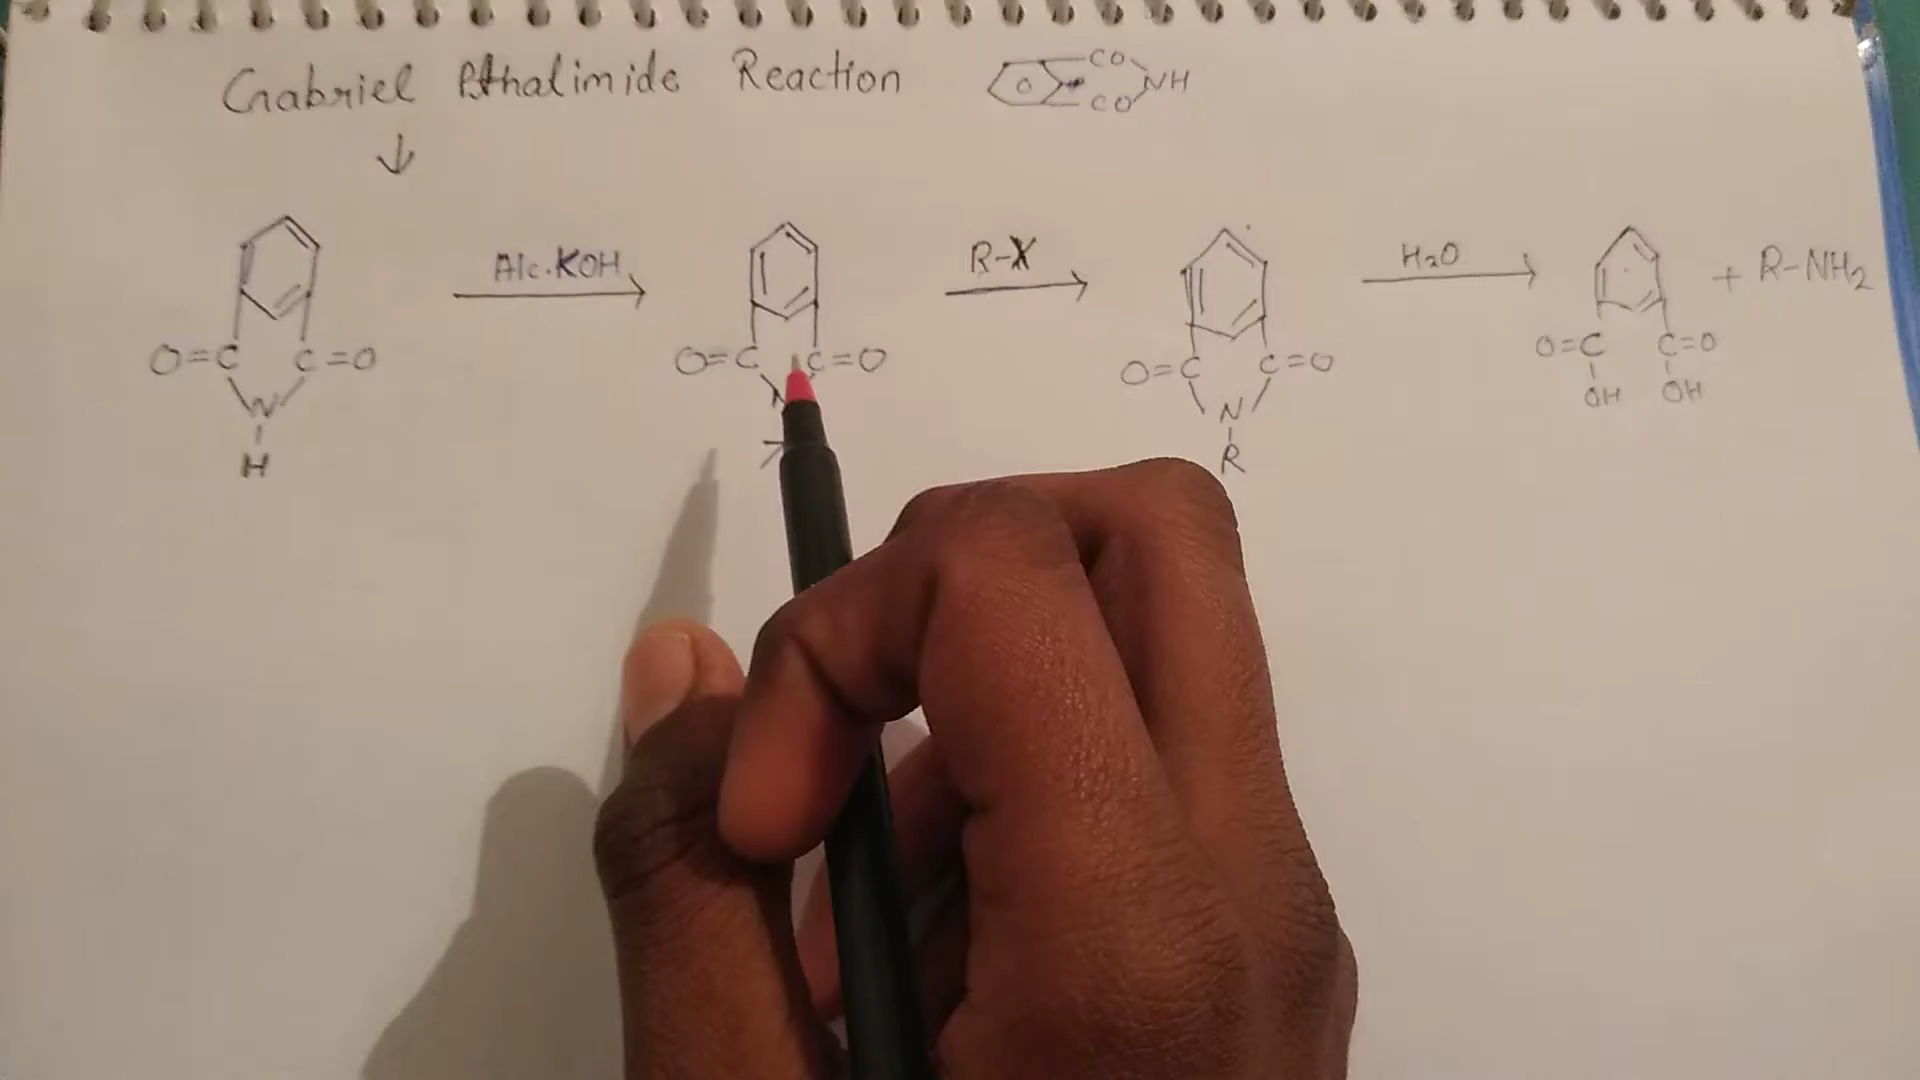 Gabriel Pthalimide Reaction
CO
NH
CO
Alc.KOH
R-X
H₂O
+ R-NH₂
O=C C=O
N
H
O=C C=O
O=C C=O
N
R
O=C C=O
OH OH